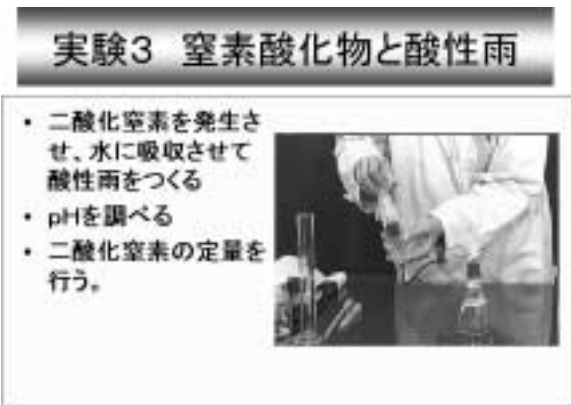 実験3 窒素酸化物と酸性雨
• 二酸化窒素を発生さ
せ、水に吸収させて
酸性雨をつくる
• pHを調べる
• 二酸化窒素の定量を
行う。